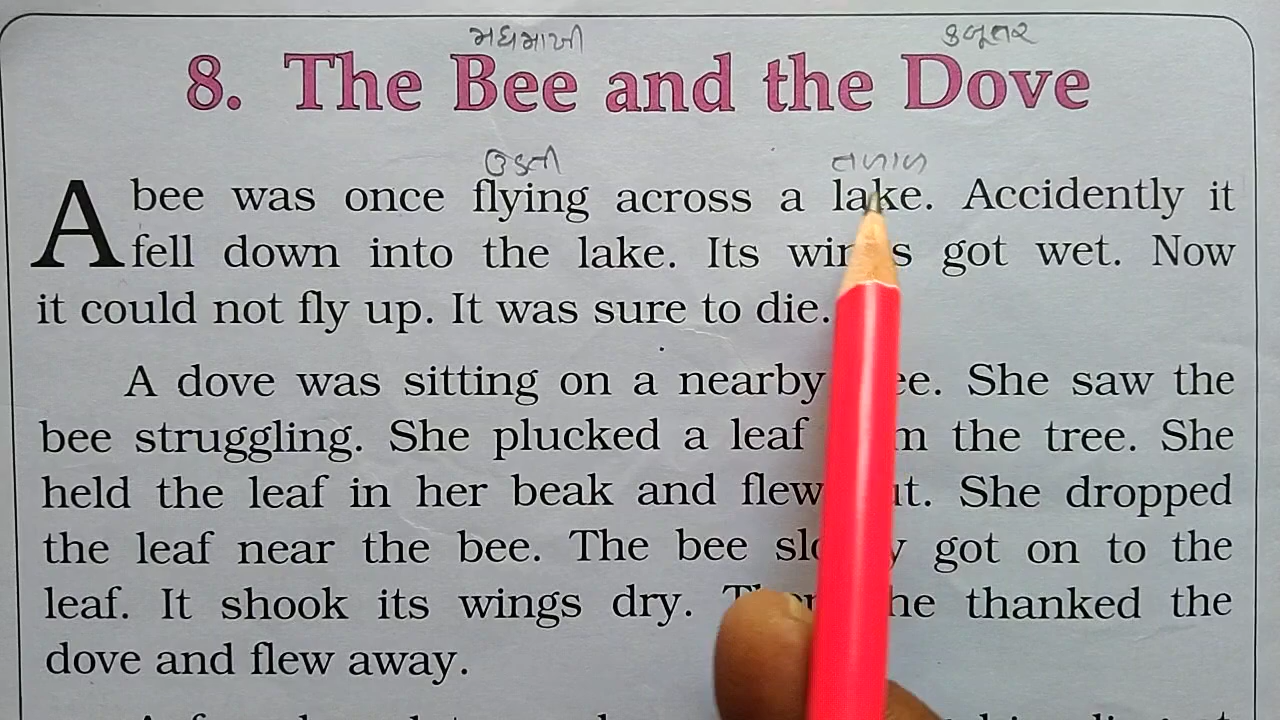 મધમાખી કબૂતર
8. The Bee and the Dove
ઉડતી તળાવ
A bee was once flying across a lake. Accidently it
fell down into the lake. Its got wet. Now
it could not fly up. It was sure to die.
A dove was sitting on a nearby She saw the
bee struggling. She plucked a leaf the tree. She
held the leaf in her beak and flew She dropped
the leaf near the bee. The bee got on to the
leaf. It shook its wings dry. thanked the
dove and flew away.